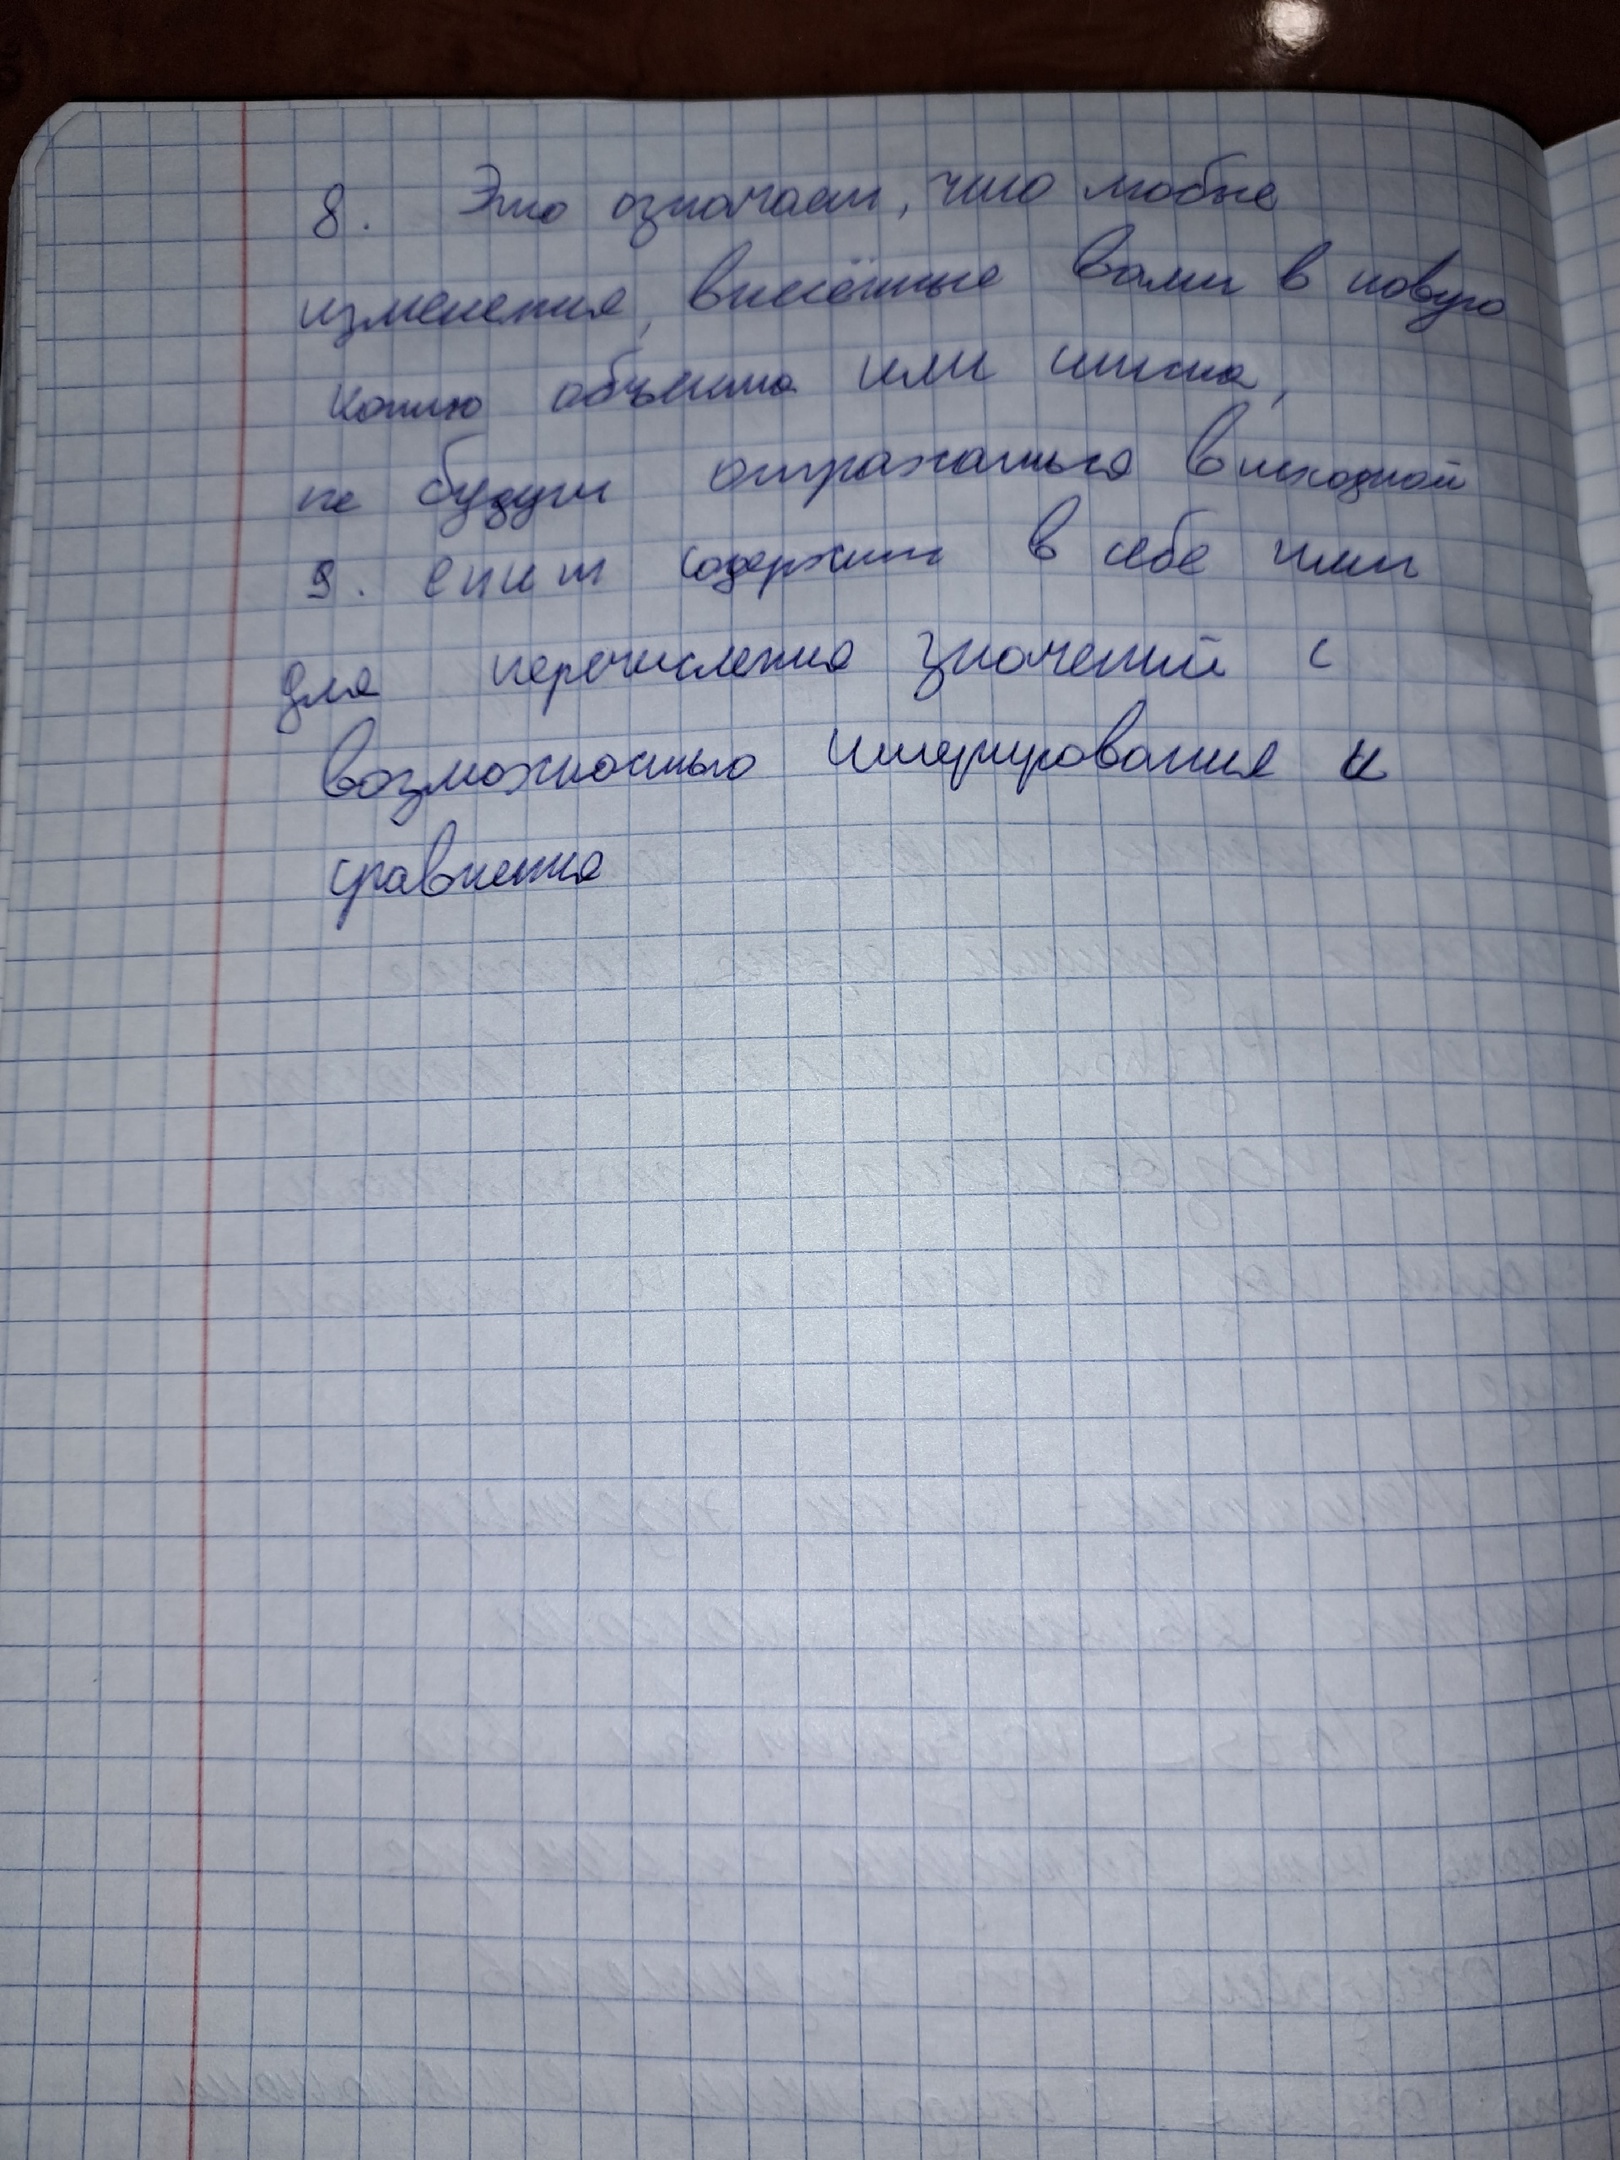 8. Это означает, что любые
изменения, внесённые вами в новую
копию объекта или списка,
не будут отражаться в исходной
9. enum содержит в себе типы
для перечисления значений с
возможностью итерирования и
сравнения